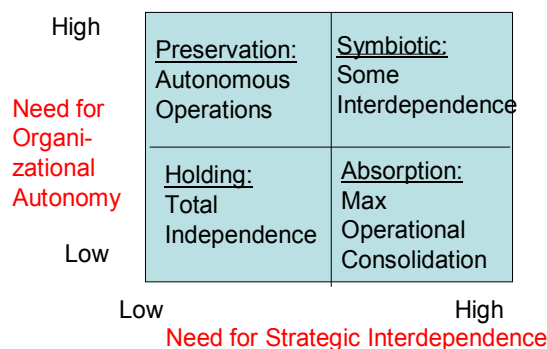 High
Need for
Organi-
zational
Autonomy
Low
Preservation:
Autonomous
Operations
Symbiotic:
Some
Interdependence
Holding:
Total
Independence
Absorption:
Max
Operational
Consolidation
Low
High
Need for Strategic Interdependence